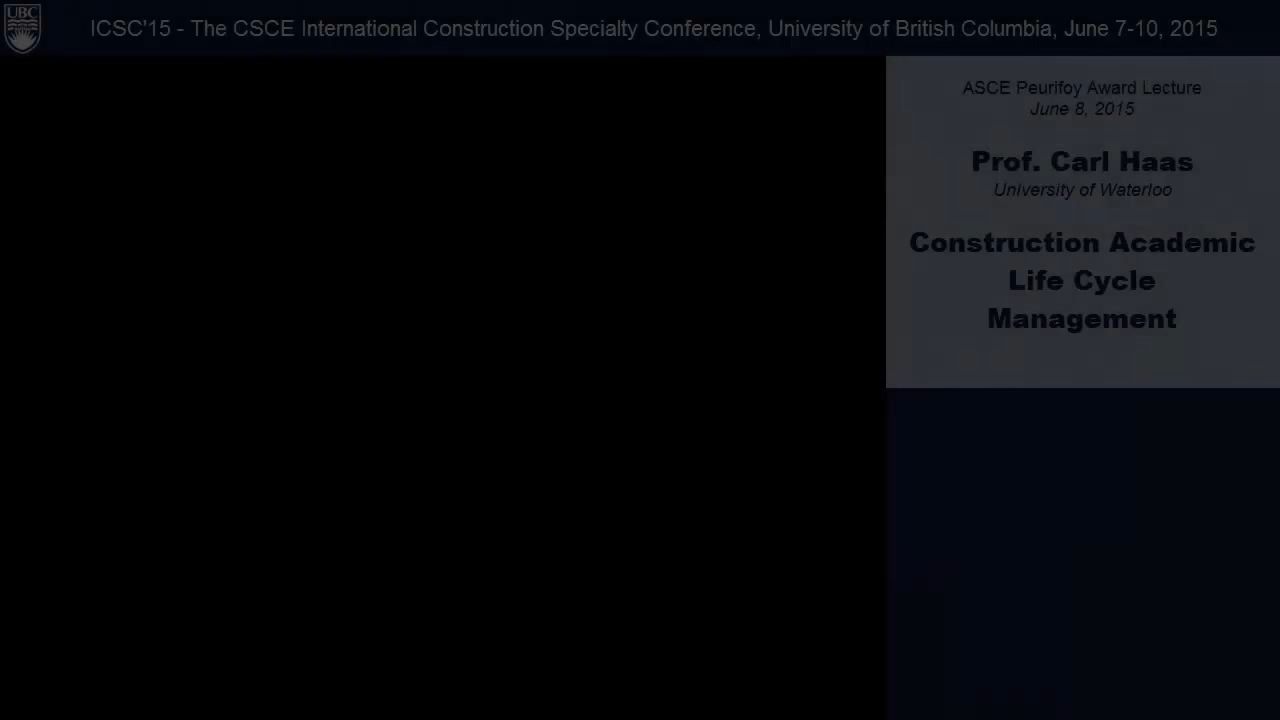 UBC
ICSC'15 - The CSCE International Construction Specialty Conference, University of British Columbia, June 7-10, 2015
ASCE Peurifoy Award Lecture
June 8, 2015
Prof. Carl Haas
University of Waterloo
Construction Academic
Life Cycle
Management